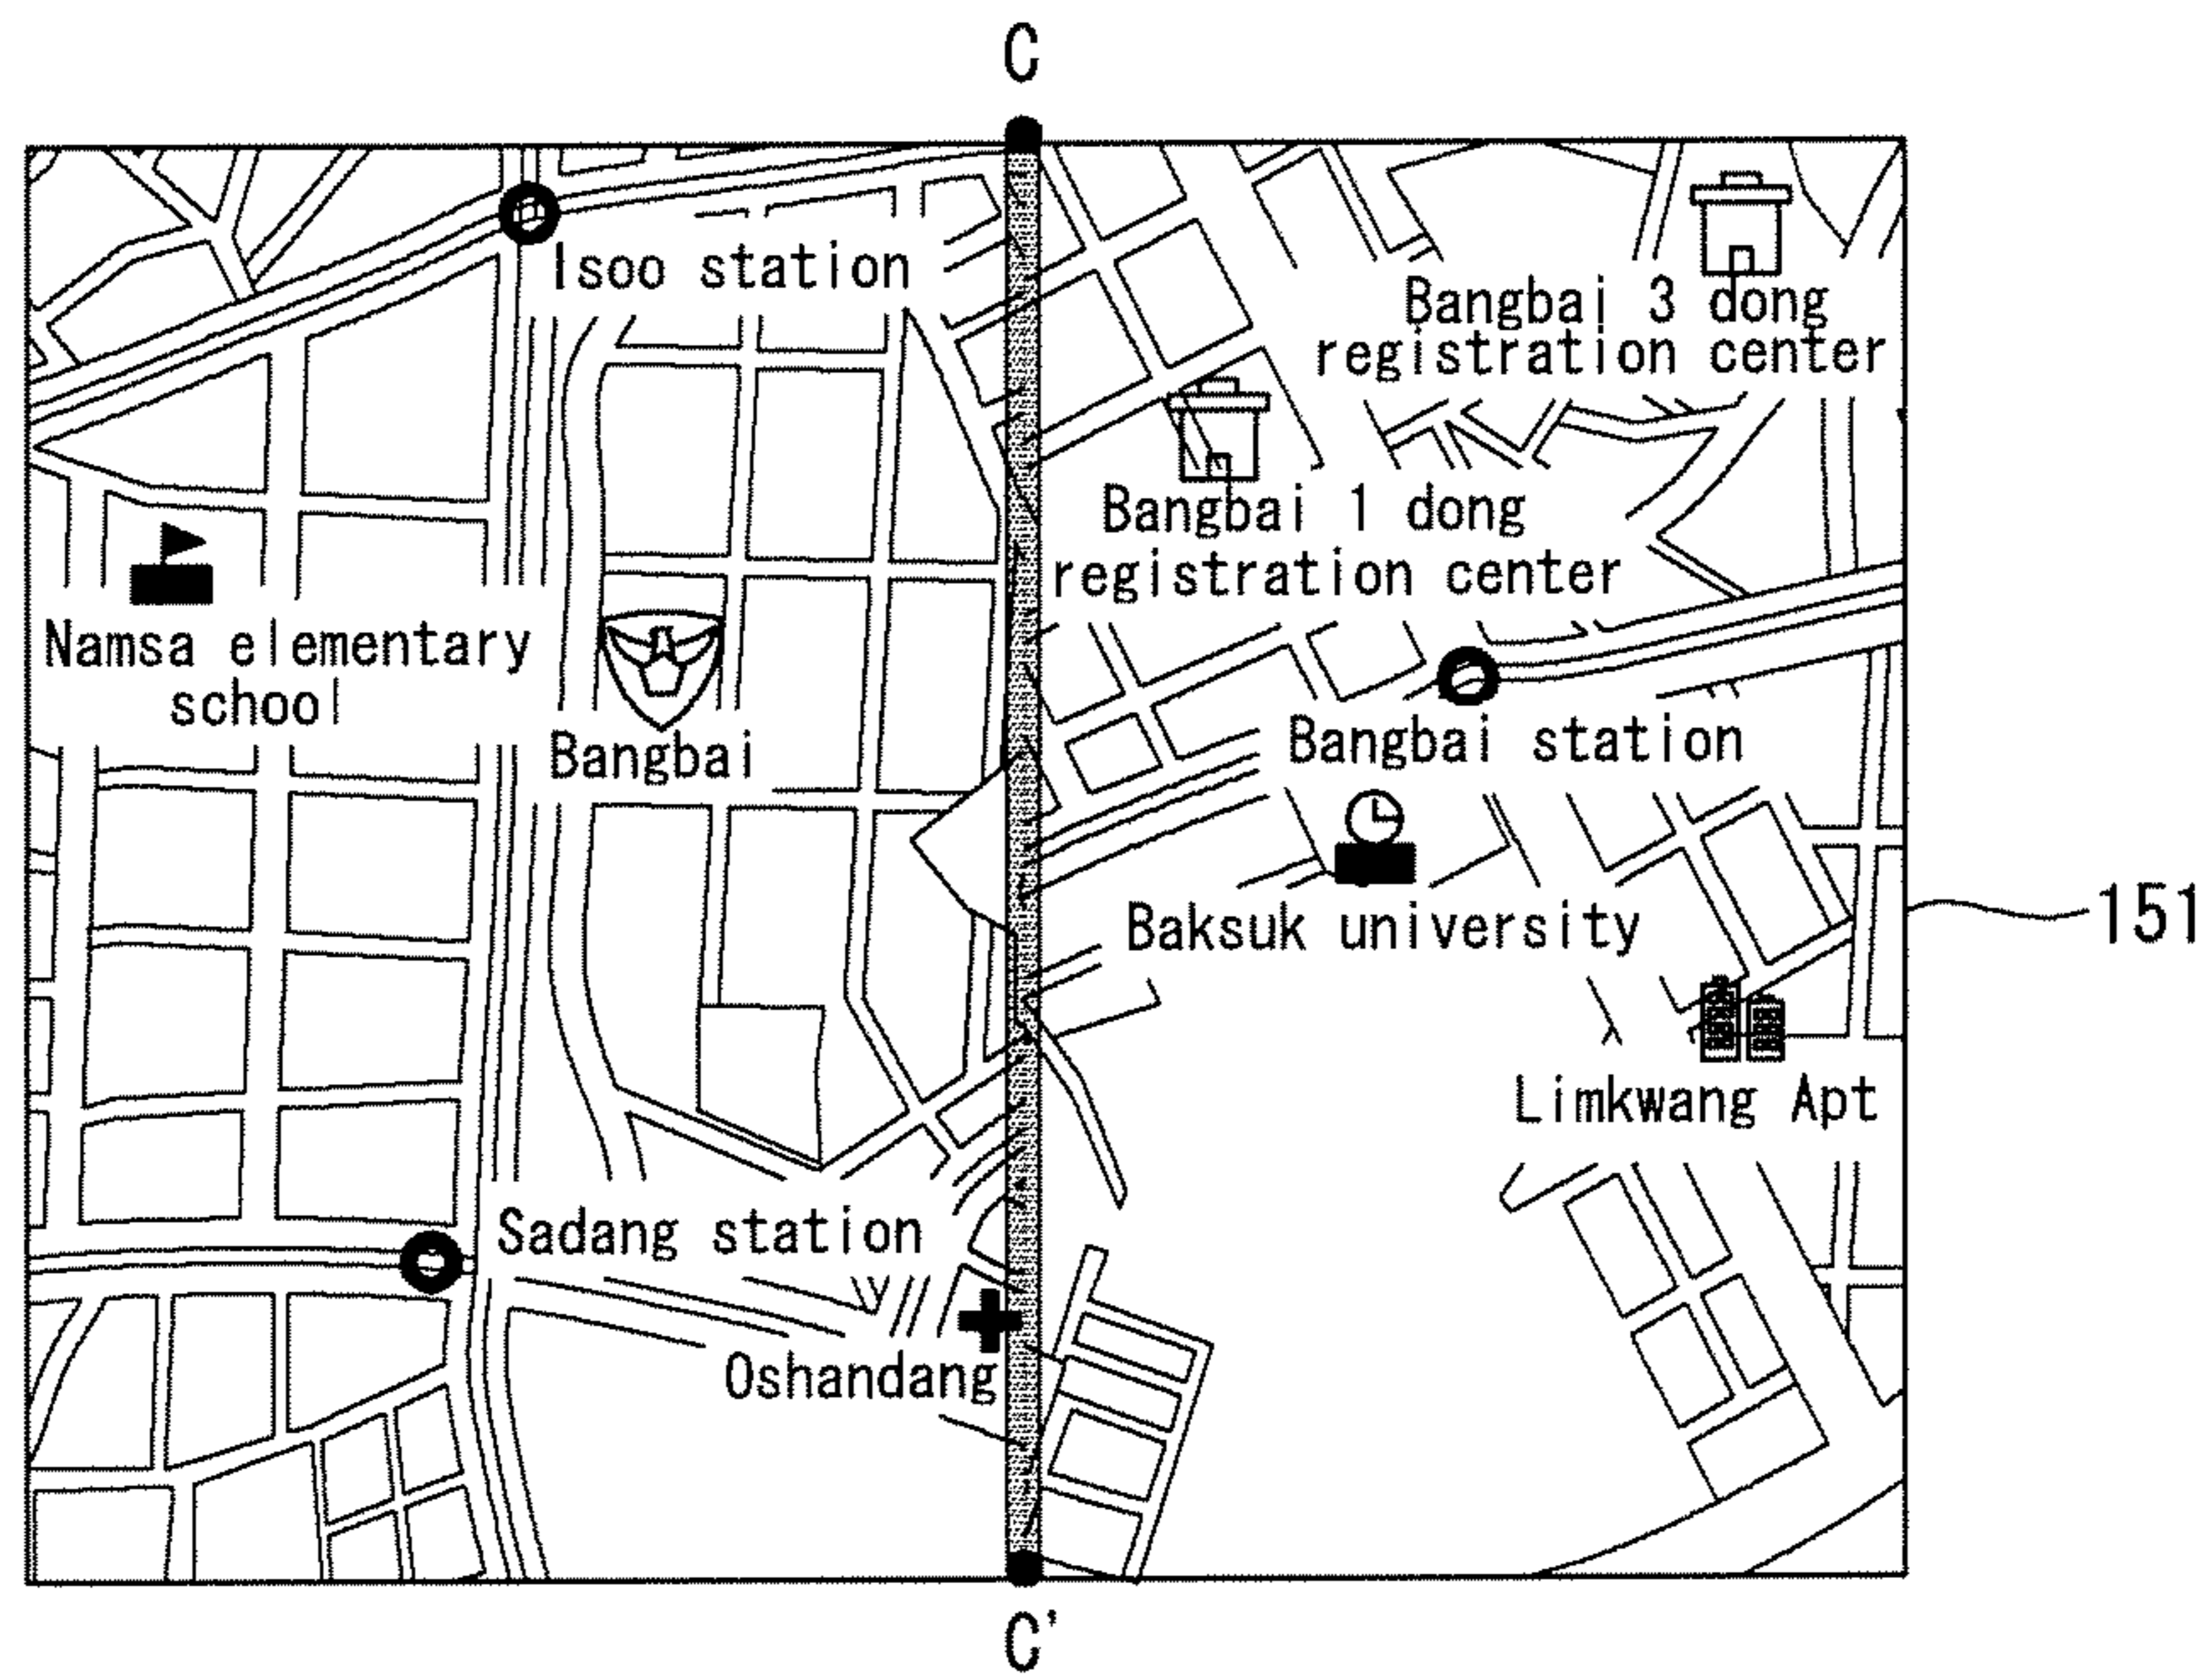 C
Isoo station
Bangbai 3 dong
registration center
Bangbai 1 dong
registration center
Namsa elementary
school
Bangbai
Bangbai station
Baksuk university
151
Limkwang Apt
Sadang station
Oshandang
C'